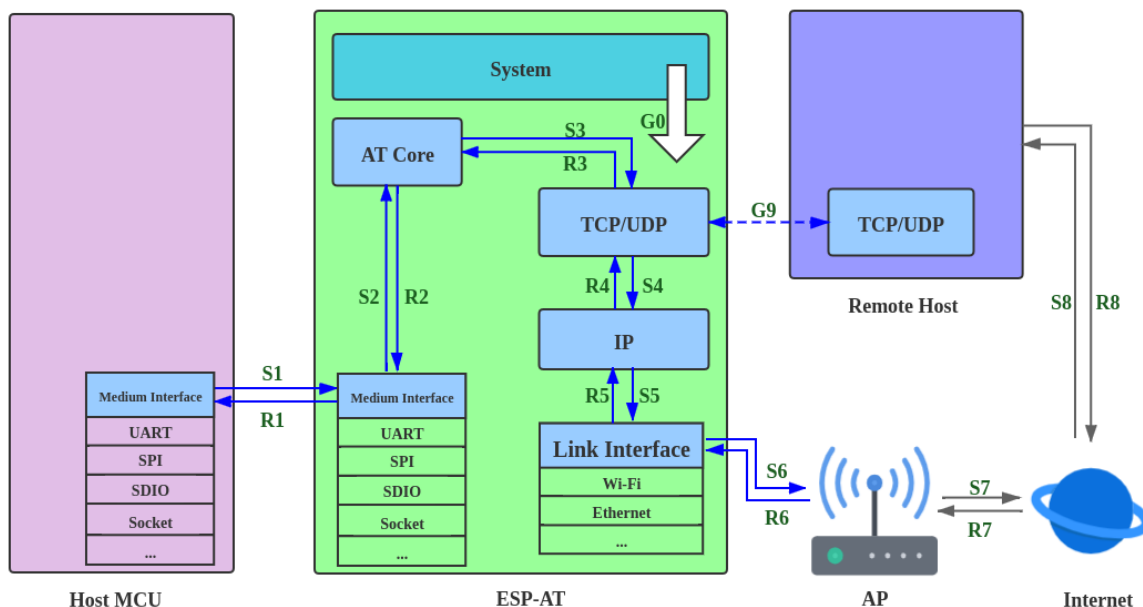 System
G0
AT Core
S3
R3
TCP/UDP
G9
TCP/UDP
S2
R2
R4
S4
S8
R8
Remote Host
IP
S1
R1
R5
S5
Medium Interface
UART
SPI
SDIO
Socket
...
Medium Interface
UART
SPI
SDIO
Socket
...
Link Interface
Wi-Fi
Ethernet
...
S6
R6
S7
R7
Host MCU
ESP-AT
AP
Internet